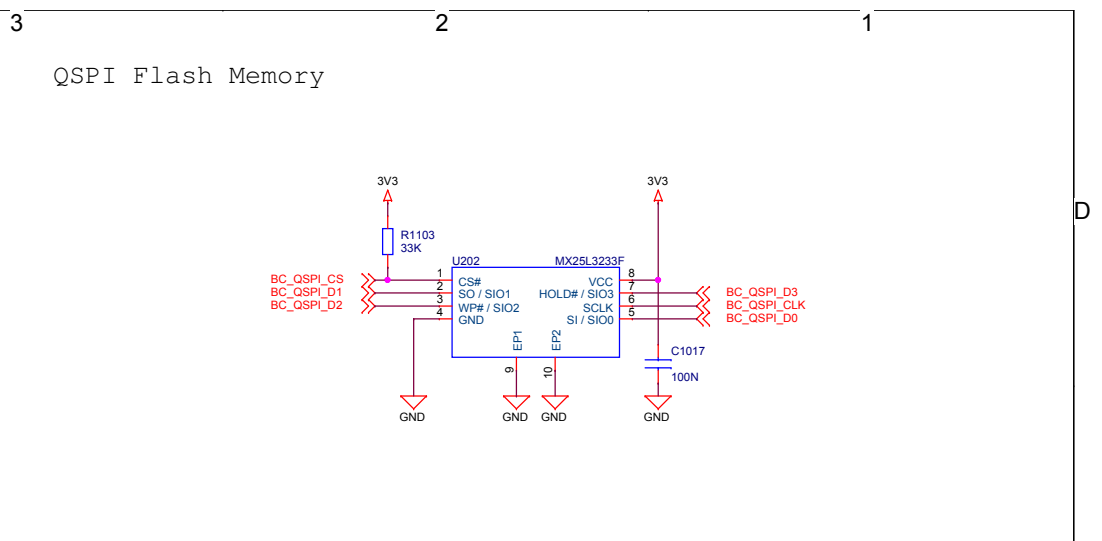 3 2 1
QSPI Flash Memory
D
3V3 3V3
R1103
33K
U202 MX25L3233F
BC_QSPI_CS 1 CS# VCC 8
BC_QSPI_D1 2 SO / SIO1 HOLD# / SIO3 7 BC_QSPI_D3
BC_QSPI_D2 3 WP# / SIO2 SCLK 6 BC_QSPI_CLK
4 GND SI / SIO0 5 BC_QSPI_D0
EP1 EP2
9 10
C1017
100N
GND GND GND GND